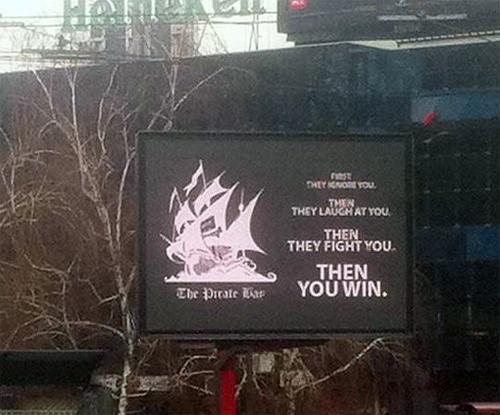 Heineken
The Pirate Bay
FIRST
THEY IGNORE YOU.
THEN
THEY LAUGH AT YOU.
THEN
THEY FIGHT YOU.
THEN
YOU WIN.